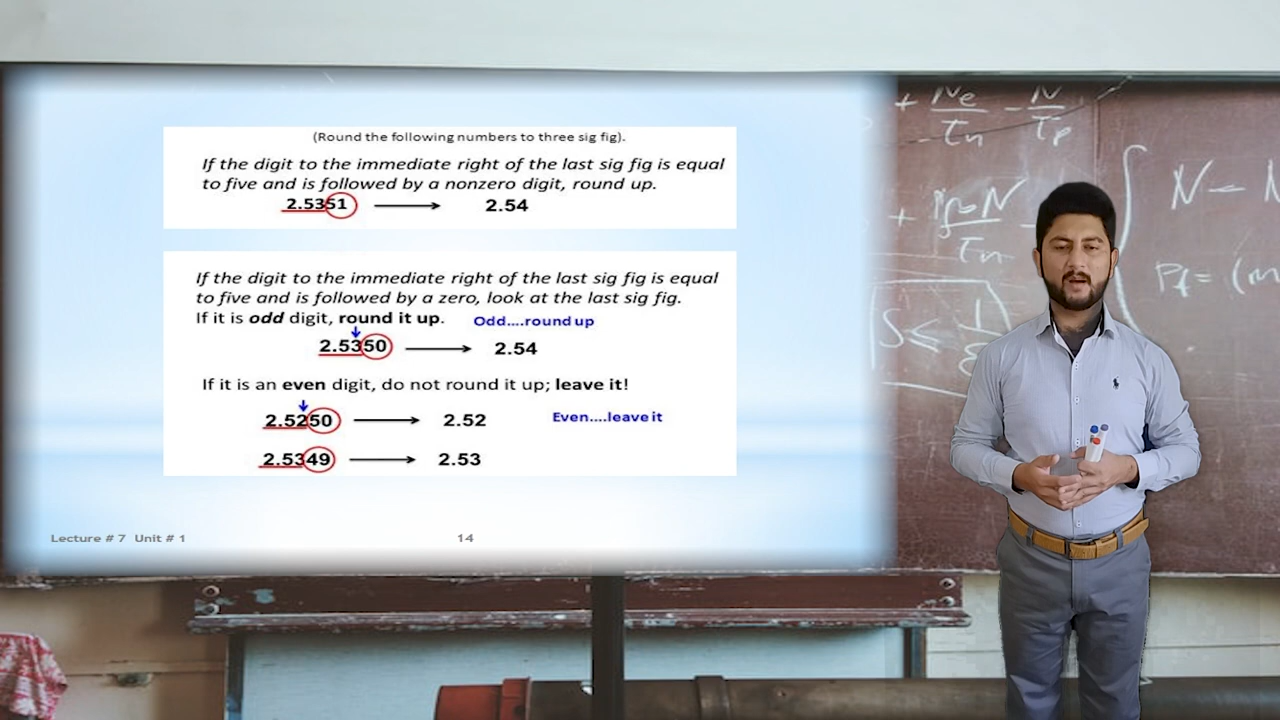 (Round the following numbers to three sig fig).
If the digit to the immediate right of the last sig fig is equal
to five and is followed by a nonzero digit, round up.
2.5351 → 2.54
If the digit to the immediate right of the last sig fig is equal
to five and is followed by a zero, look at the last sig fig.
If it is odd digit, round it up. Odd....round up
2.5350 → 2.54
If it is an even digit, do not round it up; leave it!
2.5250 → 2.52 Even....leave it
2.5349 → 2.53
Lecture # 7 Unit # 1 14
+ Ne/Tn - N/Tp
N -
S ≤ 1
Pf = (m